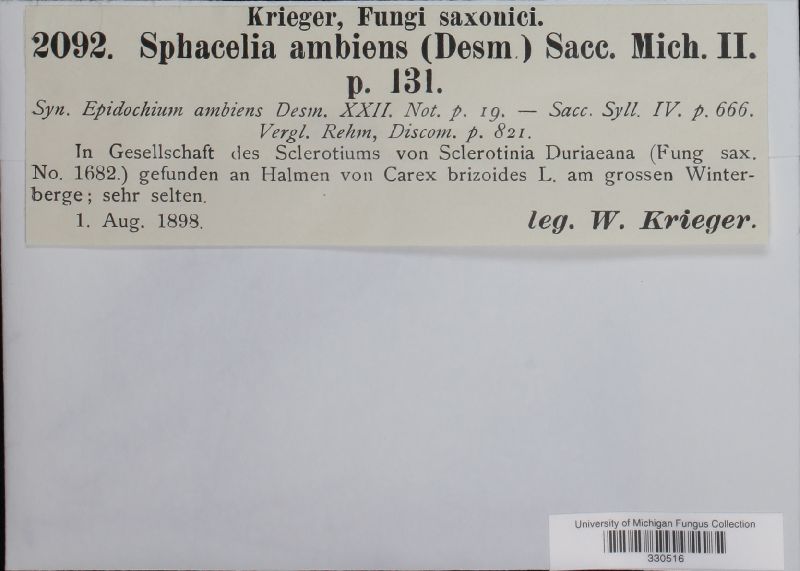 Krieger, Fungi saxonici.
2092. Sphacelia ambiens (Desm.) Sacc. Mich. II.
p. 131.
Syn. Epidochium ambiens Desm. XXII. Not. p. 19. — Sacc. Syll. IV. p. 666.
Vergl. Rehm, Discom. p. 821.
In Gesellschaft des Sclerotiums von Sclerotinia Duriaeana (Fung sax.
No. 1682.) gefunden an Halmen von Carex brizoides L. am grossen Winter-
berge; sehr selten.
1. Aug. 1898. leg. W. Krieger.
University of Michigan Fungus Collection
330516